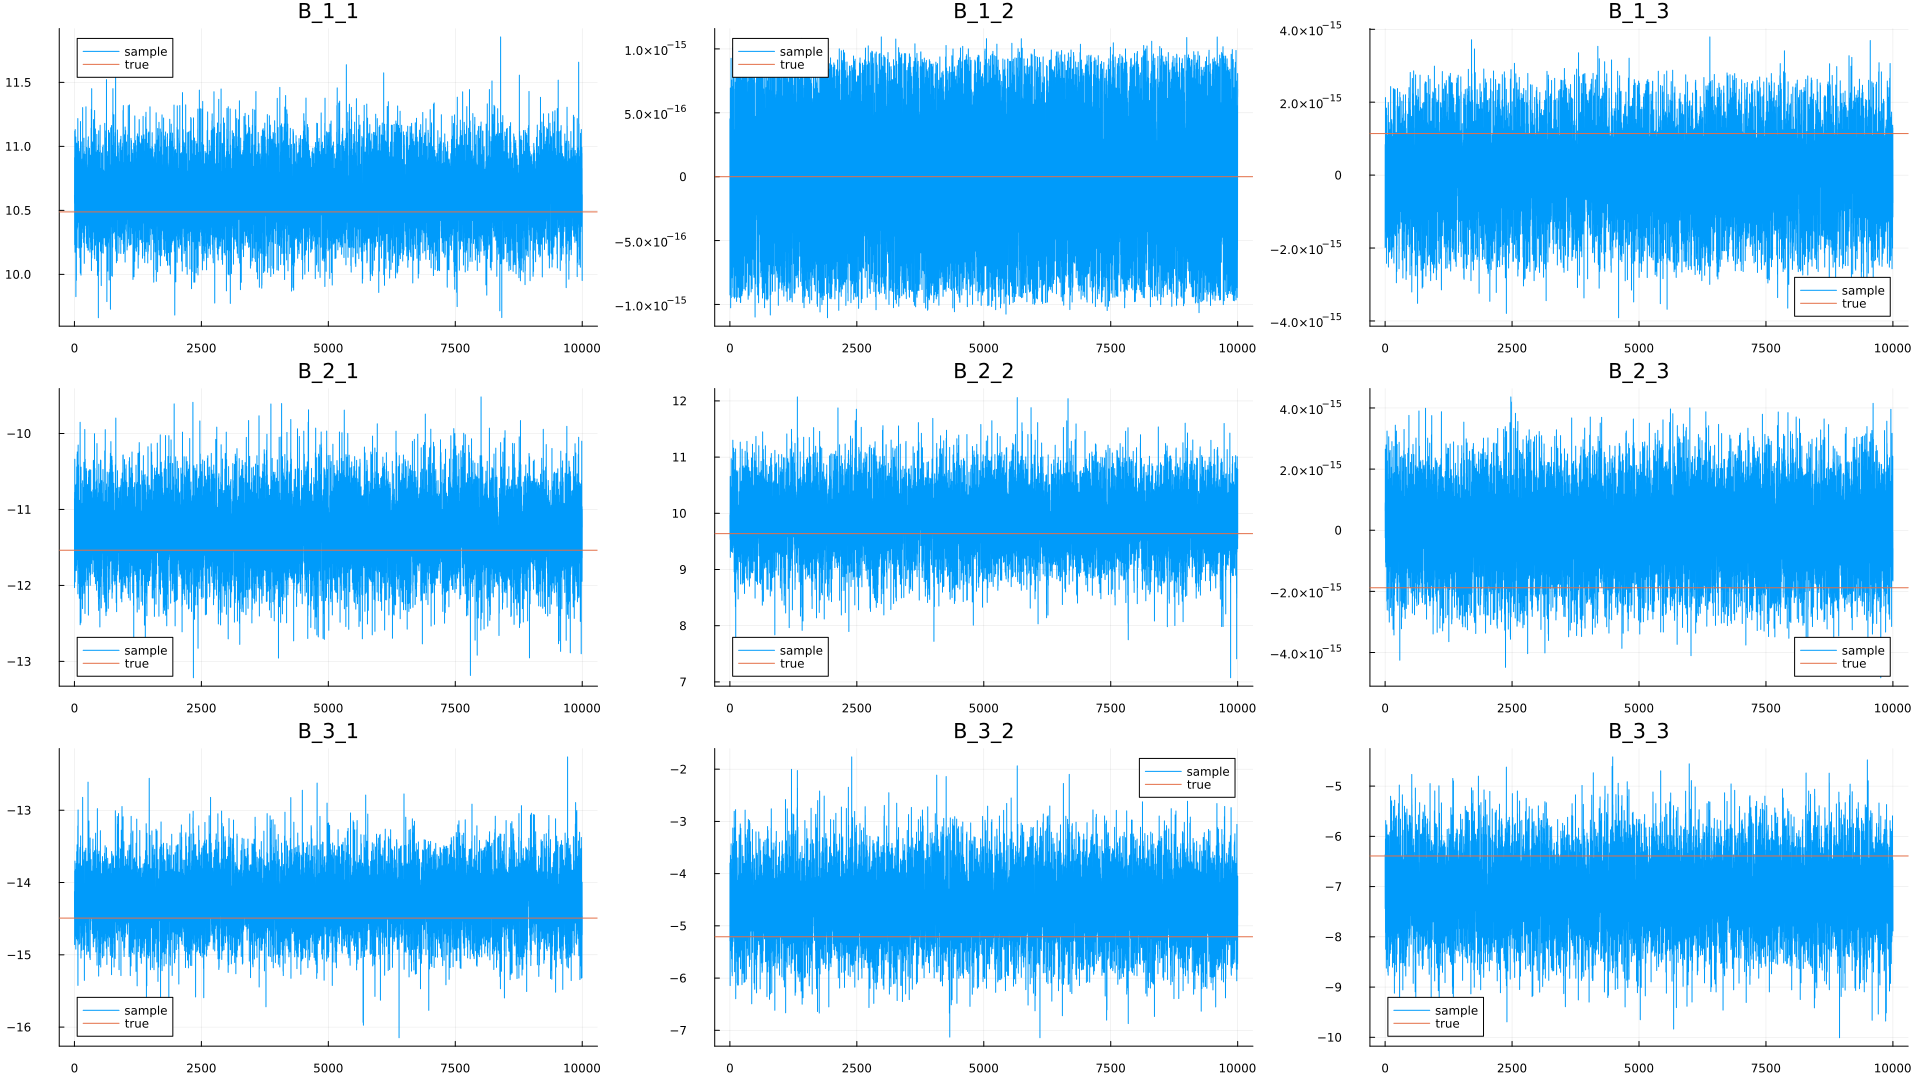 B_1_1
sample
true
11.5
11.0
10.5
10.0
0 2500 5000 7500 10000
B_1_2
sample
true
1.0×10⁻¹⁵
5.0×10⁻¹⁶
0
−5.0×10⁻¹⁶
−1.0×10⁻¹⁵
0 2500 5000 7500 10000
B_1_3
4.0×10⁻¹⁵
2.0×10⁻¹⁵
0
−2.0×10⁻¹⁵
−4.0×10⁻¹⁵
sample
true
0 2500 5000 7500 10000
B_2_1
−10
−11
−12
−13
sample
true
0 2500 5000 7500 10000
B_2_2
12
11
10
9
8
7
sample
true
0 2500 5000 7500 10000
B_2_3
4.0×10⁻¹⁵
2.0×10⁻¹⁵
0
−2.0×10⁻¹⁵
−4.0×10⁻¹⁵
sample
true
0 2500 5000 7500 10000
B_3_1
−13
−14
−15
−16
sample
true
0 2500 5000 7500 10000
B_3_2
sample
true
−2
−3
−4
−5
−6
−7
0 2500 5000 7500 10000
B_3_3
−5
−6
−7
−8
−9
−10
sample
true
0 2500 5000 7500 10000